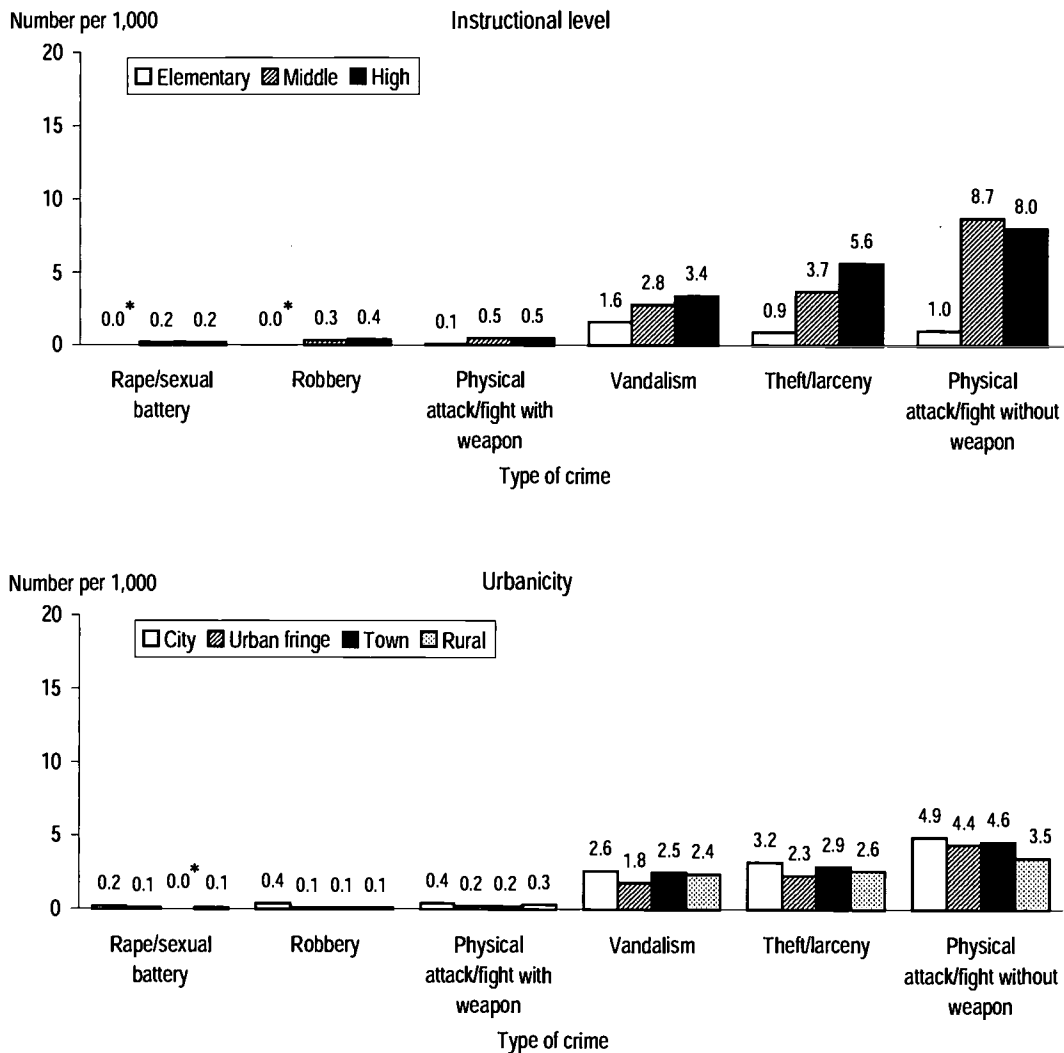 Number per 1,000
Instructional level
20
15
10
5
0
Elementary Middle High
0.0* 0.2 0.2
0.0* 0.3 0.4
0.1 0.5 0.5
1.6 2.8 3.4
0.9 3.7 5.6
1.0 8.7 8.0
Rape/sexual
battery
Robbery
Physical
attack/fight with
weapon
Vandalism
Theft/larceny
Physical
attack/fight without
weapon
Type of crime
Number per 1,000
Urbanicity
20
15
10
5
0
City Urban fringe Town Rural
0.2 0.1 0.0* 0.1
0.4 0.1 0.1 0.1
0.4 0.2 0.2 0.3
2.6 1.8 2.5 2.4
3.2 2.3 2.9 2.6
4.9 4.4 4.6 3.5
Rape/sexual
battery
Robbery
Physical
attack/fight with
weapon
Vandalism
Theft/larceny
Physical
attack/fight without
weapon
Type of crime